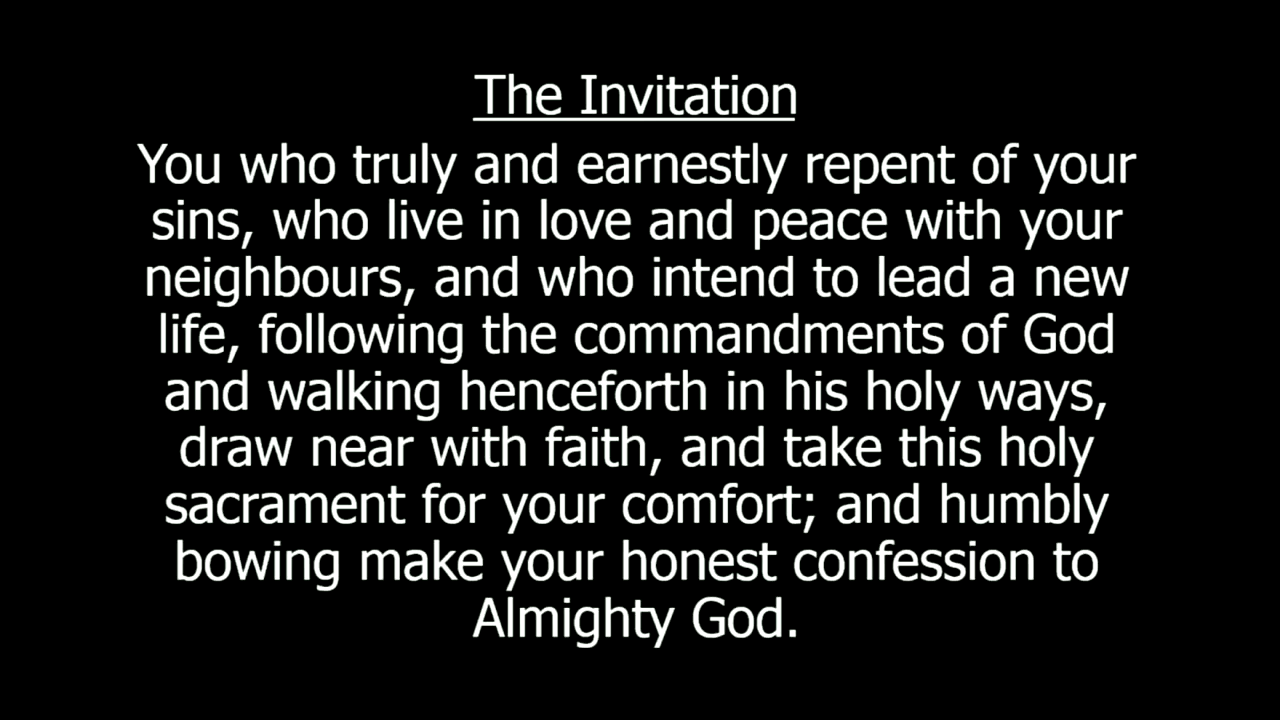 The Invitation
You who truly and earnestly repent of your
sins, who live in love and peace with your
neighbours, and who intend to lead a new
life, following the commandments of God
and walking henceforth in his holy ways,
draw near with faith, and take this holy
sacrament for your comfort; and humbly
bowing make your honest confession to
Almighty God.